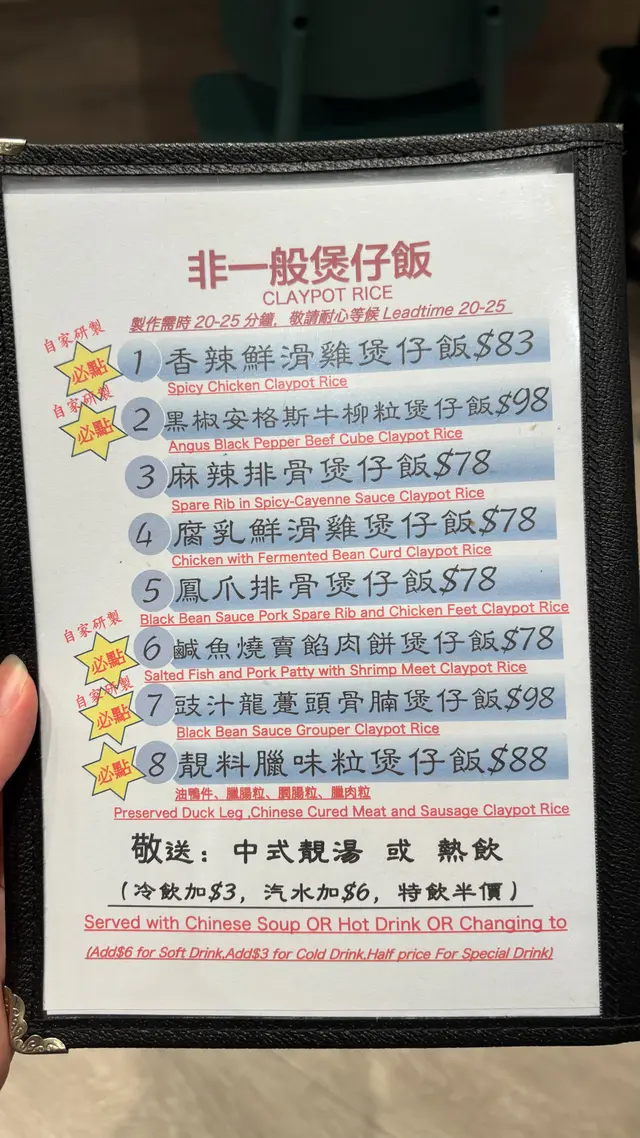 非一般煲仔飯
CLAYPOT RICE
製作需時 20-25 分鐘，敬請耐心等候 Leadtime 20-25
自家研製
必點
1 香辣鮮滑雞煲仔飯$83
Spicy Chicken Claypot Rice
自家研製
必點
2 黑椒安格斯牛柳粒煲仔飯$98
Angus Black Pepper Beef Cube Claypot Rice
3 麻辣排骨煲仔飯$78
Spare Rib in Spicy-Cayenne Sauce Claypot Rice
4 腐乳鮮滑雞煲仔飯$78
Chicken with Fermented Bean Curd Claypot Rice
5 鳳爪排骨煲仔飯$78
Black Bean Sauce Pork Spare Rib and Chicken Feet Claypot Rice
自家研製
必點
6 鹹魚燒賣餡肉餅煲仔飯$78
Salted Fish and Pork Patty with Shrimp Meet Claypot Rice
自家研製
必點
7 豉汁龍躉頭骨腩煲仔飯$98
Black Bean Sauce Grouper Claypot Rice
必點
8 靚料臘味粒煲仔飯$88
油鴨件、臘腸粒、膶腸粒、臘肉粒
Preserved Duck Leg ,Chinese Cured Meat and Sausage Claypot Rice
敬送：中式靚湯 或 熱飲
（冷飲加$3，汽水加$6，特飲半價）
Served with Chinese Soup OR Hot Drink OR Changing to
(Add$6 for Soft Drink,Add$3 for Cold Drink,Half price For Special Drink)